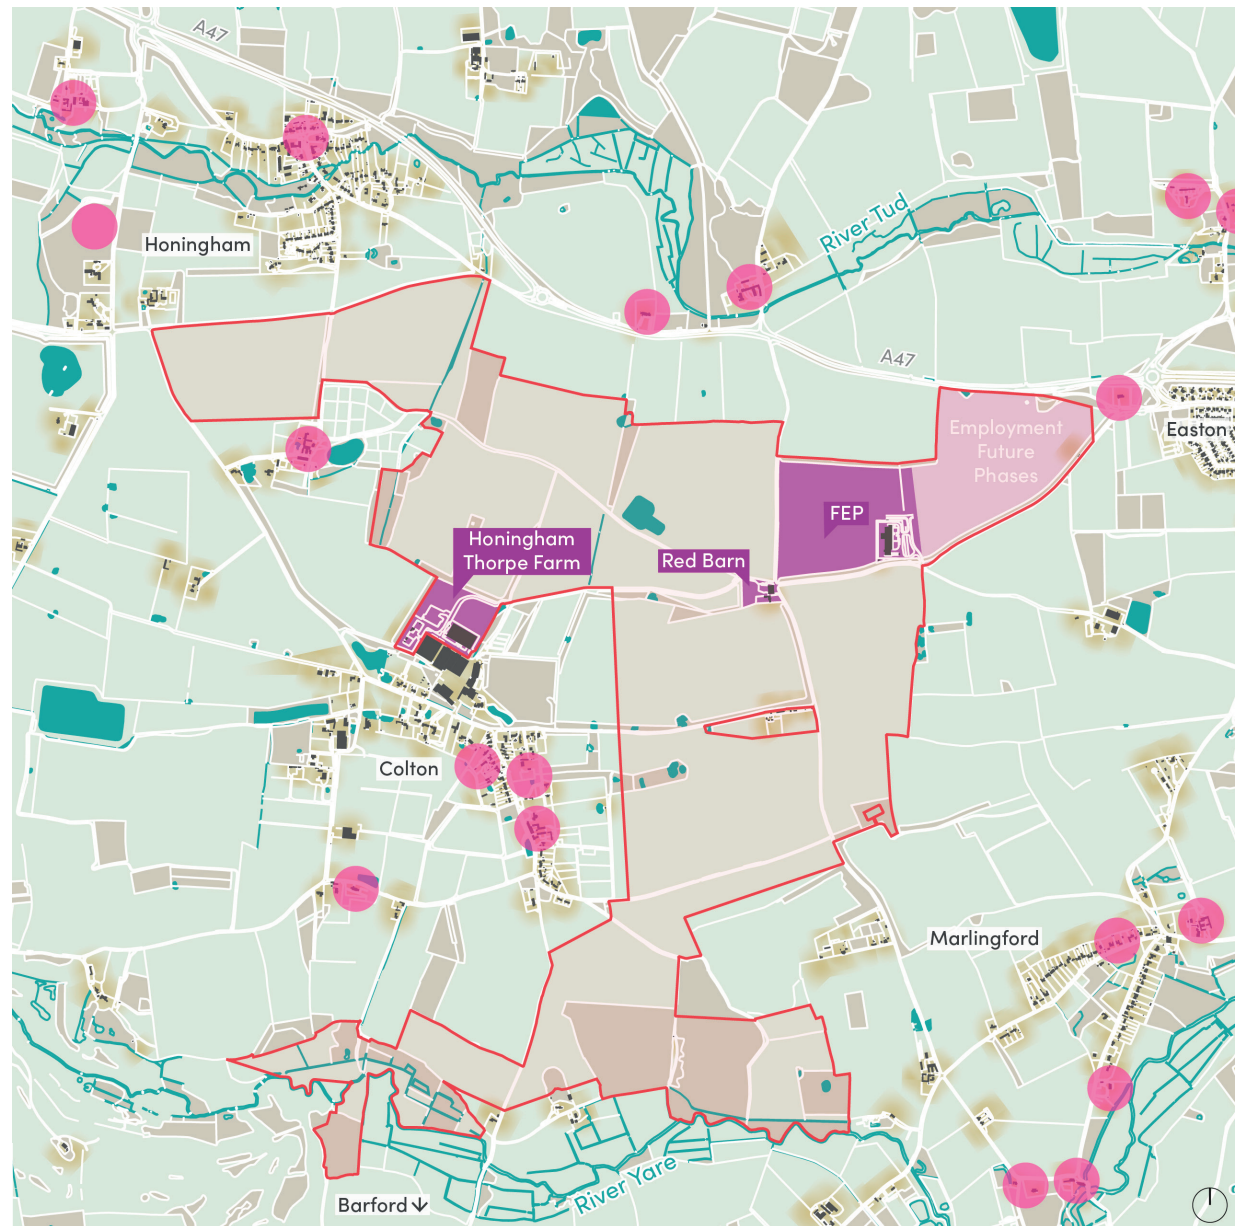 A47
River Tud
Honingham
A47
Easton
Employment
Future
Phases
FEP
Honingham
Thorpe Farm
Red Barn
Colton
Marlingford
River Yare
Barford↓